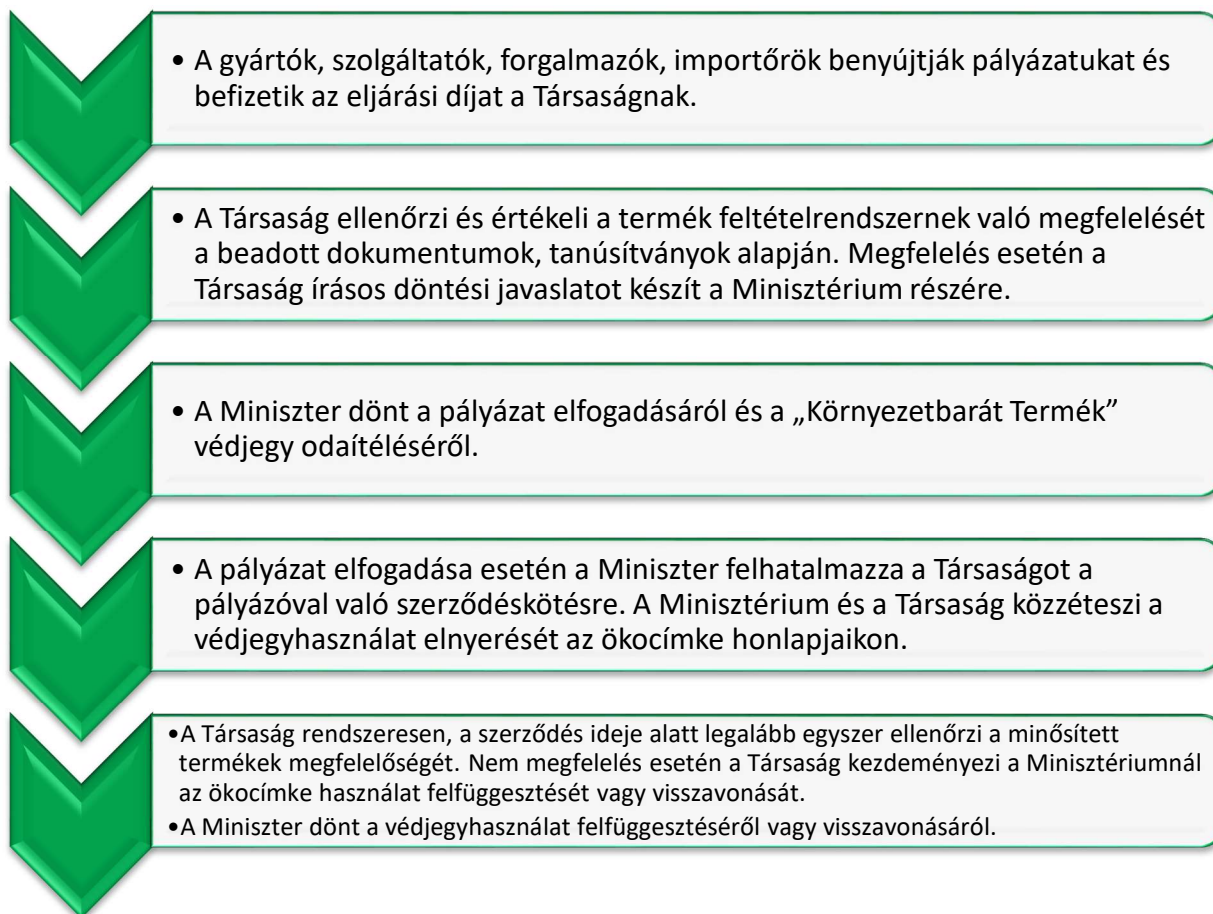 • A gyártók, szolgáltatók, forgalmazók, importőrök benyújtják pályázatukat és
befizetik az eljárási díjat a Társaságnak.
• A Társaság ellenőrzi és értékeli a termék feltételrendszernek való megfelelését
a beadott dokumentumok, tanúsítványok alapján. Megfelelés esetén a
Társaság írásos döntési javaslatot készít a Minisztérium részére.
• A Miniszter dönt a pályázat elfogadásáról és a „Környezetbarát Termék”
védjegy odaítéléséről.
• A pályázat elfogadása esetén a Miniszter felhatalmazza a Társaságot a
pályázóval való szerződéskötésre. A Minisztérium és a Társaság közzéteszi a
védjegyhasználat elnyerését az ökocímke honlapjaikon.
•A Társaság rendszeresen, a szerződés ideje alatt legalább egyszer ellenőrzi a minősített
termékek megfelelőségét. Nem megfelelés esetén a Társaság kezdeményezi a Minisztériumnál
az ökocímke használat felfüggesztését vagy visszavonását.
•A Miniszter dönt a védjegyhasználat felfüggesztéséről vagy visszavonásáról.